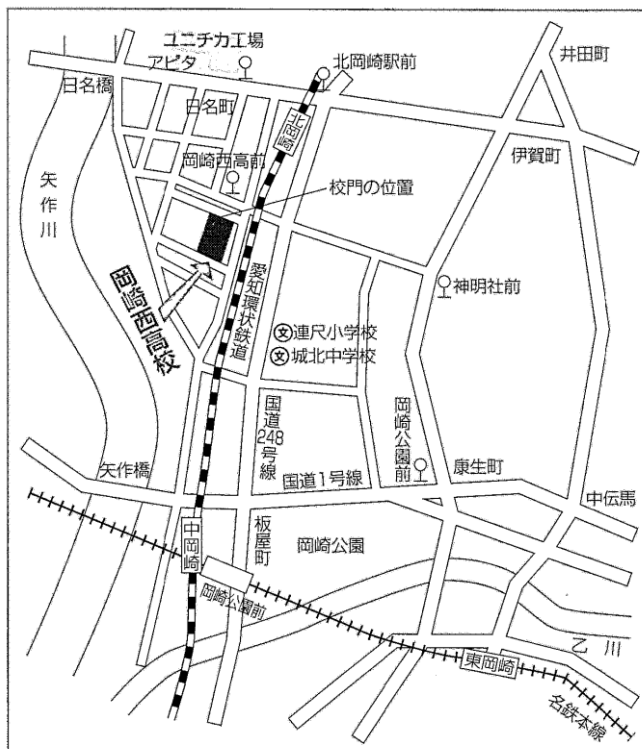 ユニチカ工場
アピタ
北岡崎駅前
井田町
日名橋
日名町
北岡崎
伊賀町
岡崎西高前
校門の位置
矢作川
岡崎西高校
愛知環状鉄道
神明社前
文連尺小学校
文城北中学校
国道248号線
岡崎公園前
矢作橋
国道1号線
康生町
中伝馬
中岡崎
板屋町
岡崎公園
岡崎公園前
乙川
東岡崎
名鉄本線